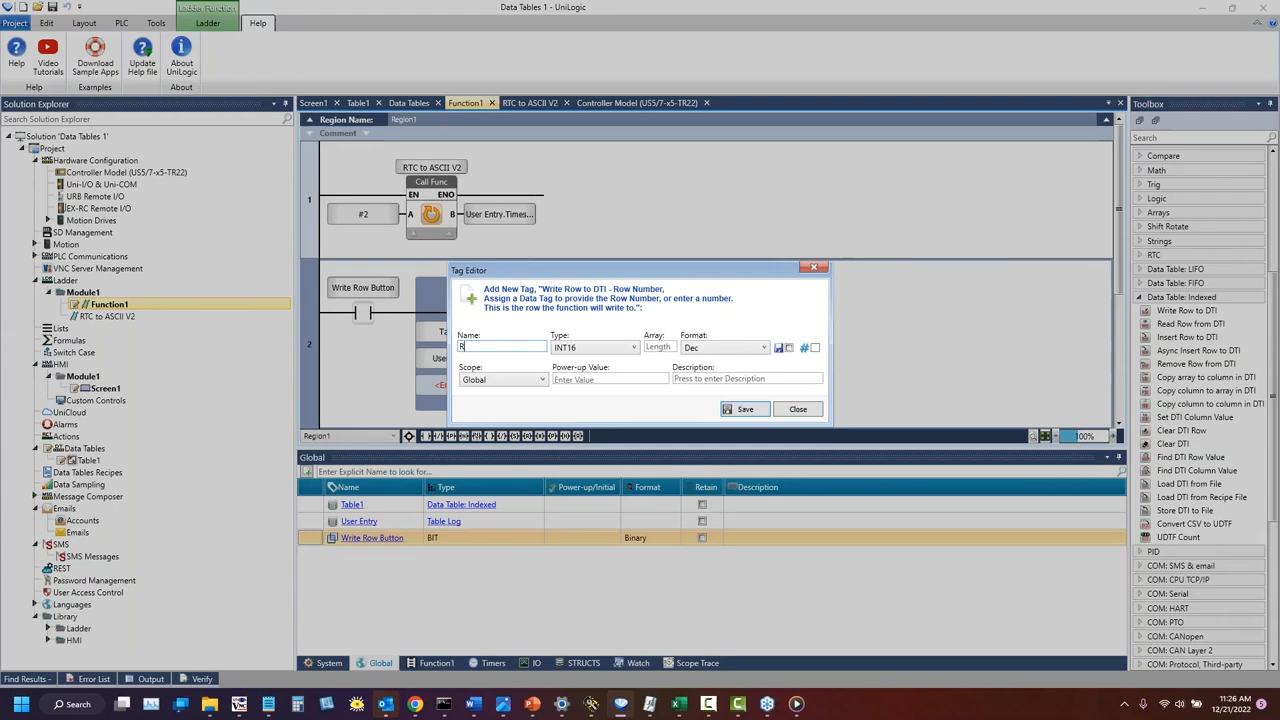 Ladder Function
Data Tables 1 - UniLogic
Project Edit Layout PLC Tools Ladder Help
Help Video Tutorials Download Sample Apps Update Help file About UniLogic
Help Examples About
Solution Explorer
Search Solution Explorer
Solution 'Data Tables 1'
Project
Hardware Configuration
Controller Model (US5/7-x5-TR22)
Uni-I/O & Uni-COM
URB Remote I/O
EX-RC Remote I/O
Motion Drives
SD Management
Motion
PLC Communications
VNC Server Management
Ladder
Module1
Function1
RTC to ASCII V2
Lists
Formulas
Switch Case
HMI
Module1
Screen1
Custom Controls
UniCloud
Alarms
Actions
Data Tables
Table1
Data Tables Recipes
Data Sampling
Message Composer
Emails
Accounts
Emails
SMS
SMS Messages
REST
Password Management
User Access Control
Languages
Library
Ladder
HMI
Screen1 Table1 Data Tables Function1 RTC to ASCII V2 Controller Model (US5/7-x5-TR22)
Region Name: Region1
Comment
1
RTC to ASCII V2
Call Func
EN ENO
#2 A B User Entry.Times...
2
Write Row Button
Tag Editor
Add New Tag, "Write Row to DTI - Row Number,
Assign a Data Tag to provide the Row Number, or enter a number.
This is the row the function will write to.":
Name: Type: Array: Format:
R INT16 Length Dec #
Scope: Power-up Value: Description:
Global Enter Value Press to enter Description
Save Close
Region1 100%
Global
Enter Explicit Name to look for...
Name Type Power-up/Initial Format Retain Description
Table1 Data Table: Indexed
User Entry Table Log
Write Row Button BIT Binary
System Global Function1 Timers IO STRUCTS Watch Scope Trace
Toolbox
Search
Compare
Math
Trig
Logic
Arrays
Shift Rotate
Strings
RTC
Data Table: LIFO
Data Table: FIFO
Data Table: Indexed
Write Row to DTI
Read Row from DTI
Async Insert Row to DTI
Remove Row from DTI
Copy array to column in DTI
Copy column to array in DTI
Copy column to column in DTI
Set DTI Column Value
Clear DTI Row
Clear DTI
Find DTI Row Value
Find DTI Column Value
Load DTI from File
Load DTI from Recipe File
Store DTI to File
Convert CSV to UDTF
UDTF Count
PID
COM: SMS & email
COM: CPU TCP/IP
COM: Serial
COM: HART
COM: PTO
COM: CANopen
COM: CAN Layer 2
COM: Protocol, Third-party
Find Results - Error List Output Verify
Search
11:26 AM
12/21/2022